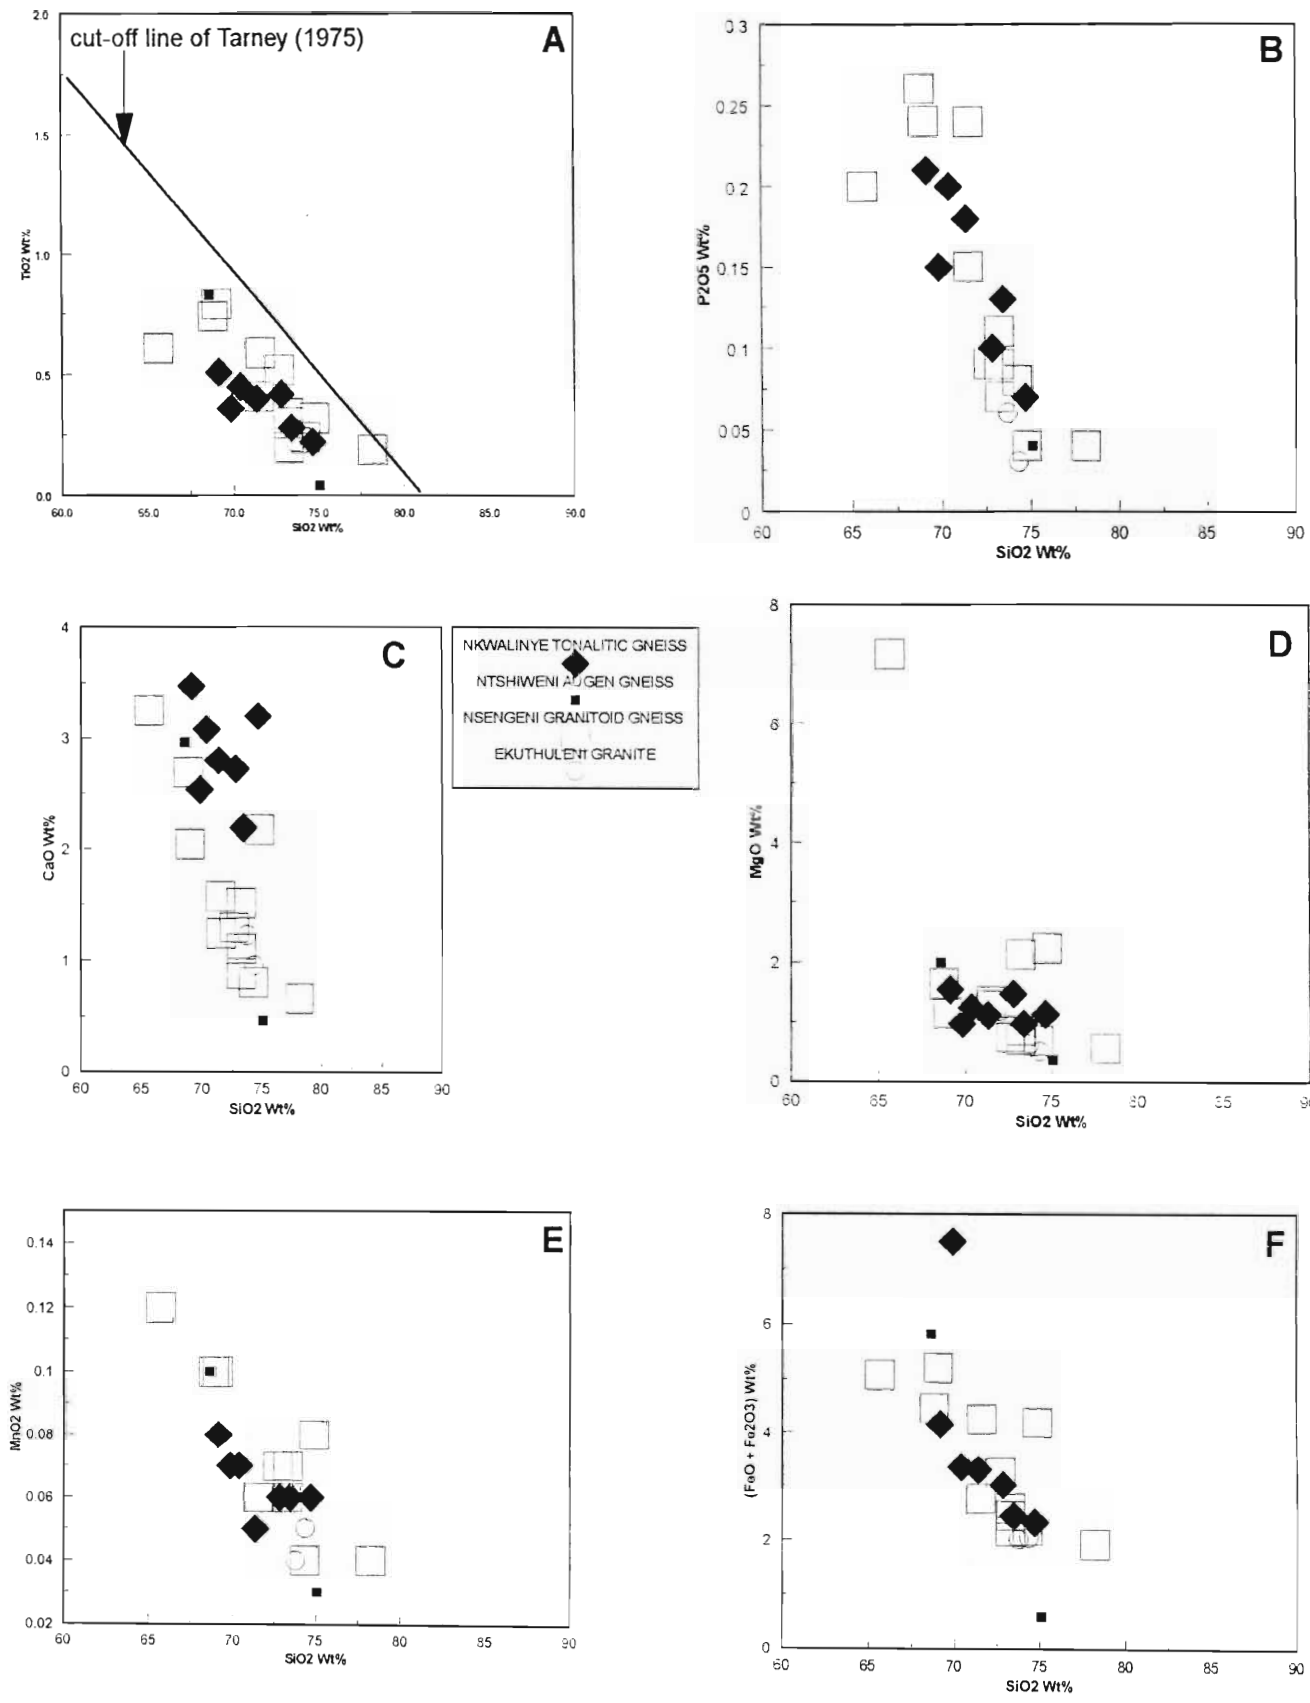 cut-off line of Tarney (1975)
A
2.0
1.5
1.0
0.5
0.0
TiO2 Wt%
60.0 65.0 70.0 75.0 80.0 85.0 90.0
SiO2 Wt%
B
0.3
0.25
0.2
0.15
0.1
0.05
0
P2O5 Wt%
60 65 70 75 80 85 90
SiO2 Wt%
C
4
3
2
1
0
CaO Wt%
60 65 70 75 80 85 90
SiO2 Wt%
NKWALINYE TONALITIC GNEISS
NTSHIWENI AUGEN GNEISS
NSENGENI GRANITOID GNEISS
GRANITE
D
8
6
4
2
0
MgO Wt%
60 65 70 75 80 85
SiO2 Wt%
E
0.14
0.12
0.1
0.08
0.06
0.04
0.02
MnO2 Wt%
60 65 70 75 80 85 90
SiO2 Wt%
F
8
6
4
2
0
(FeO + Fe2O3) Wt%
60 65 70 75 80 85 90
SiO2 Wt%